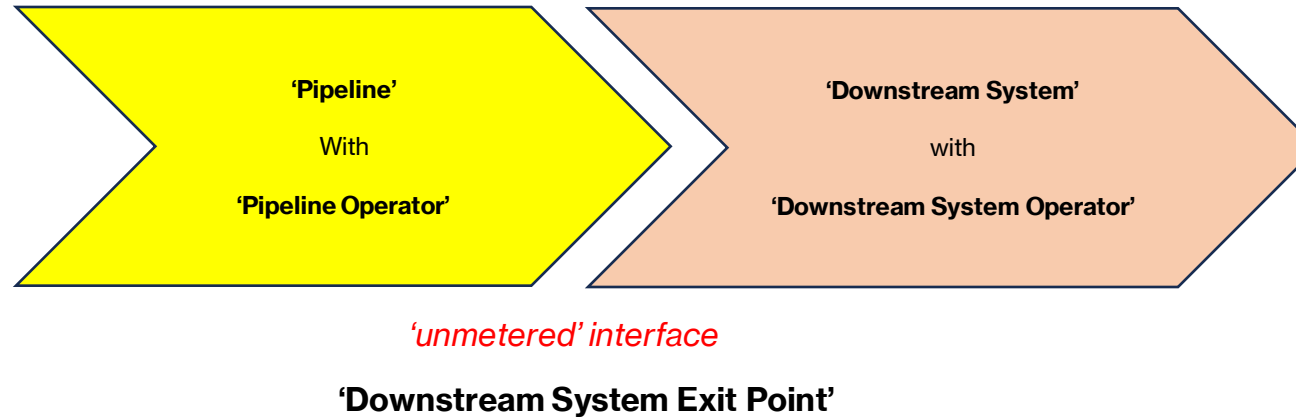 ‘Pipeline’
With
‘Pipeline Operator’
‘Downstream System’
with
‘Downstream System Operator’
‘unmetered’ interface
‘Downstream System Exit Point’